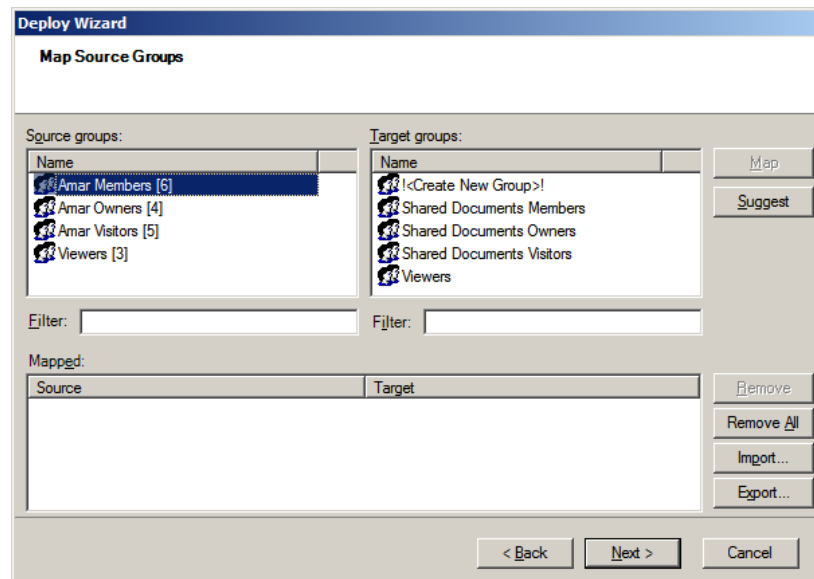 Deploy Wizard
Map Source Groups
Source groups:
Name
Amar Members [6]
Amar Owners [4]
Amar Visitors [5]
Viewers [3]
Filter:
Target groups:
Name
!<Create New Group>!
Shared Documents Members
Shared Documents Owners
Shared Documents Visitors
Viewers
Filter:
Map
Suggest
Mapped:
Source Target
Remove
Remove All
Import...
Export...
< Back Next > Cancel